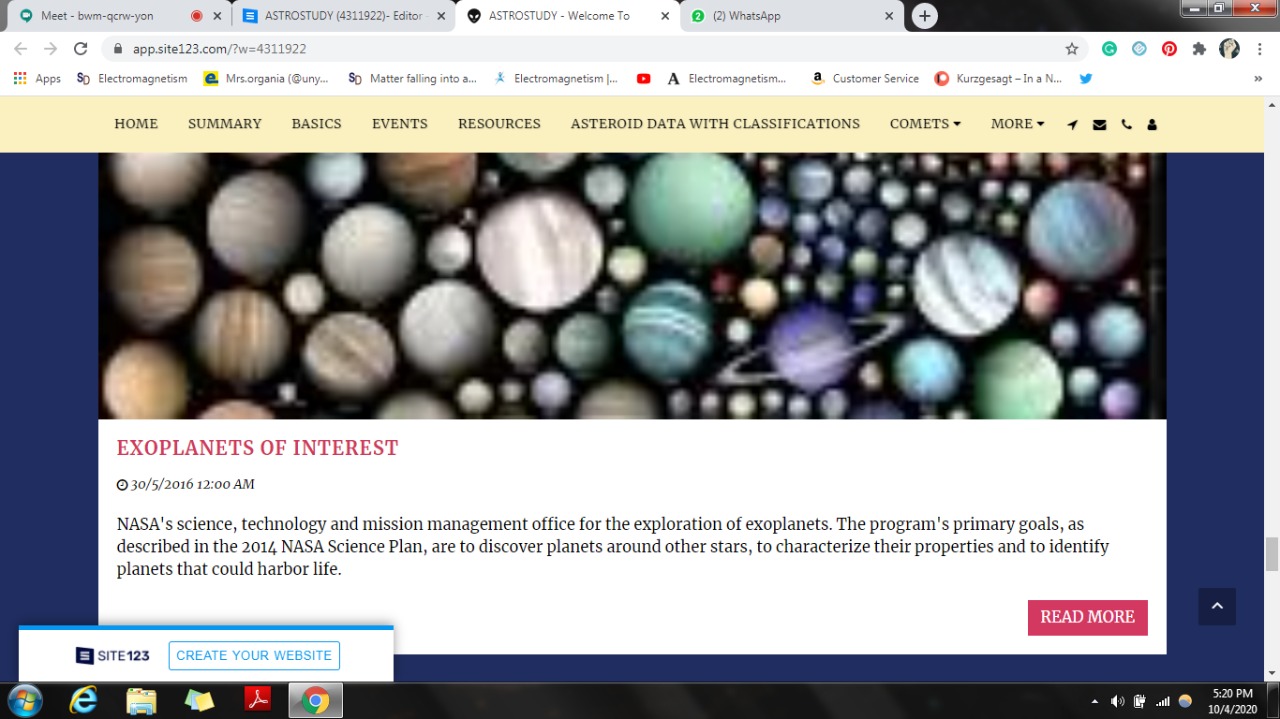 Meet - bwm-qcrw-yon
ASTROSTUDY (4311922)- Editor -
ASTROSTUDY - Welcome To
(2) WhatsApp
app.site123.com/?w=4311922
Apps
Electromagnetism
Mrs.organia (@uny...
Matter falling into a...
Electromagnetism |...
Electromagnetism...
Customer Service
Kurzgesagt – In a N...
»
HOME
SUMMARY
BASICS
EVENTS
RESOURCES
ASTEROID DATA WITH CLASSIFICATIONS
COMETS
MORE
EXOPLANETS OF INTEREST
30/5/2016 12:00 AM
NASA's science, technology and mission management office for the exploration of exoplanets. The program's primary goals, as
described in the 2014 NASA Science Plan, are to discover planets around other stars, to characterize their properties and to identify
planets that could harbor life.
READ MORE
SITE123
CREATE YOUR WEBSITE
5:20 PM
10/4/2020